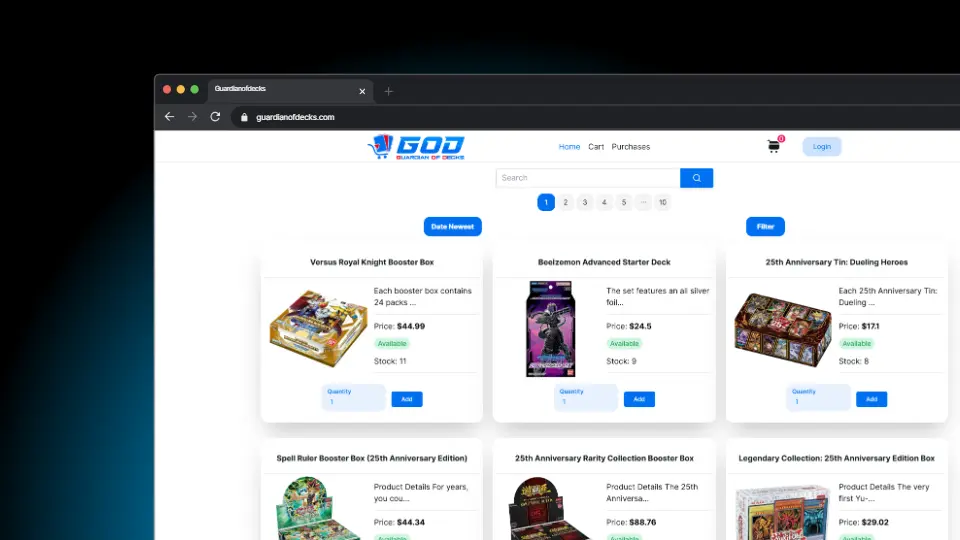 Guardianofdecks
guardianofdecks.com
GOD
GUARDIAN OF DECKS
Home Cart Purchases
0
Login
Search
1 2 3 4 5 ... 10
Date Newest
Filter
Versus Royal Knight Booster Box
Each booster box contains
24 packs ...
Price: $44.99
Available
Stock: 11
Quantity
1
Add
Beelzemon Advanced Starter Deck
The set features an all silver
foil...
Price: $24.5
Available
Stock: 9
Quantity
1
Add
25th Anniversary Tin: Dueling Heroes
Each 25th Anniversary Tin:
Dueling ...
Price: $17.1
Available
Stock: 8
Quantity
1
Add
Spell Ruler Booster Box (25th Anniversary Edition)
Product Details For years,
you cou...
Price: $44.34
Available
25th Anniversary Rarity Collection Booster Box
Product Details The 25th
Anniversa...
Price: $88.76
Available
Legendary Collection: 25th Anniversary Edition Box
Product Details The very
first Yu-...
Price: $29.02
Available